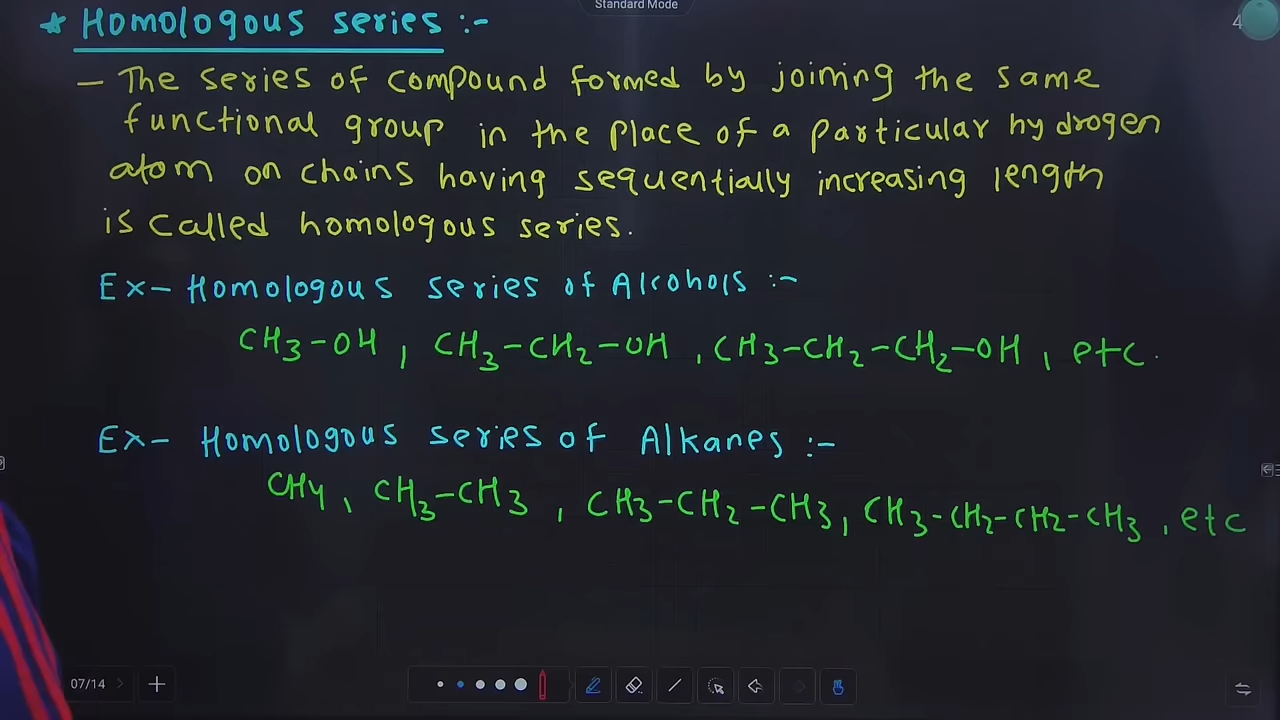 Standard Mode
* Homologous series :- 4
- The series of compound formed by joining the same
functional group in the place of a particular hydrogen
atom on chains having sequentially increasing length
is called homologous series.
Ex- Homologous series of Alcohols :-
CH3-OH, CH3-CH2-OH, CH3-CH2-CH2-OH, etc.
Ex- Homologous series of Alkanes :-
CH4, CH3-CH3, CH3-CH2-CH3, CH3-CH2-CH2-CH3, etc
07/14